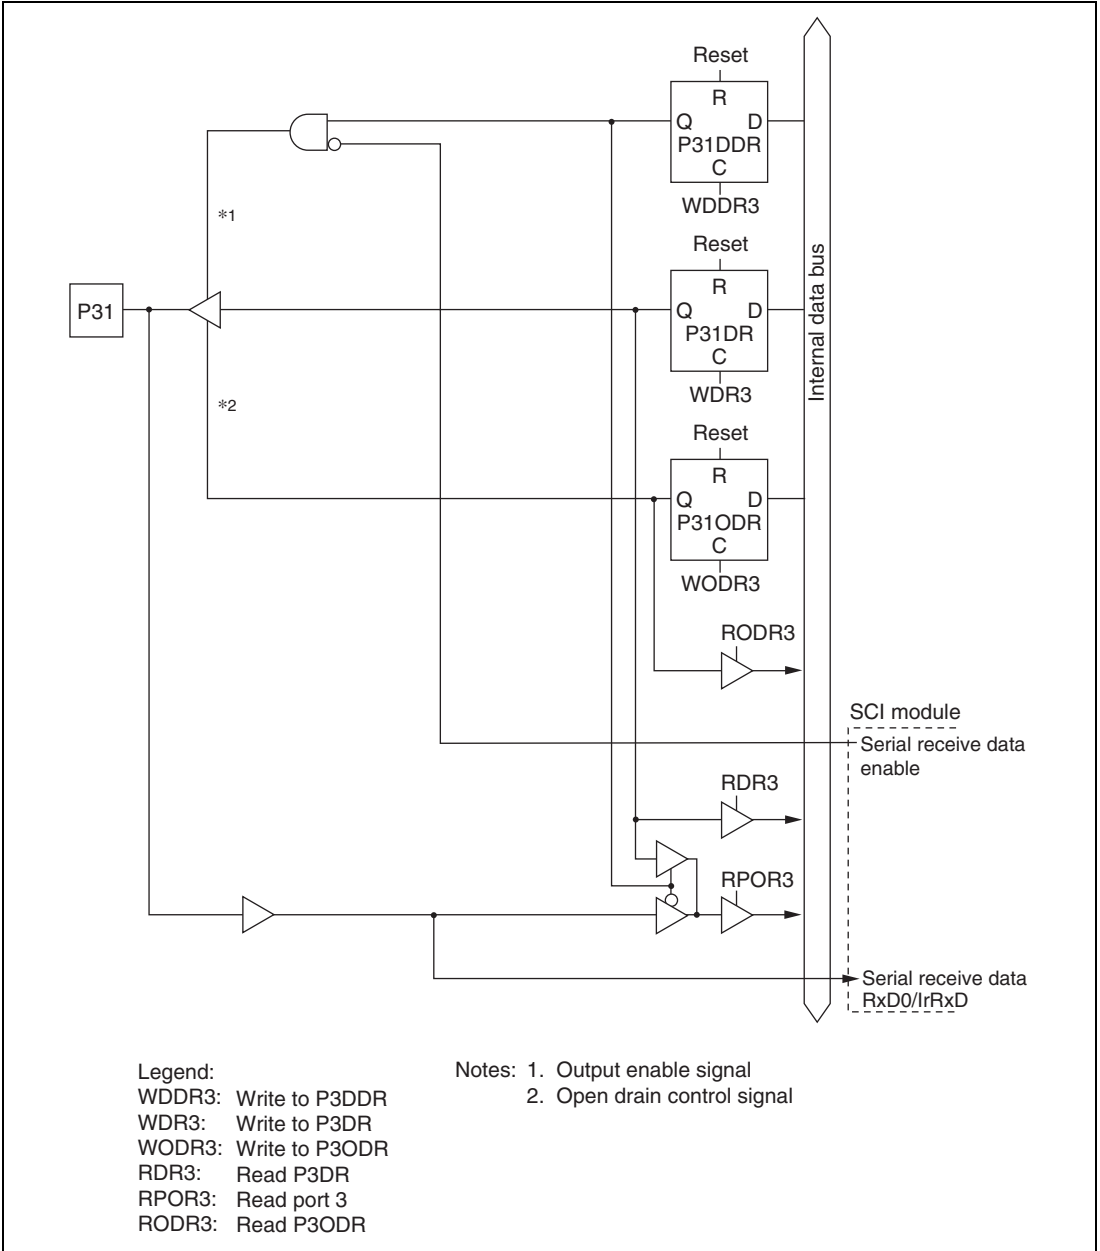 Reset
R
Q D
P31DDR
C
WDDR3
*1
Reset
R
P31
Q D
P31DR
C
WDR3
Internal data bus
*2
Reset
R
Q D
P31ODR
C
WODR3
RODR3
SCI module
Serial receive data
enable
RDR3
RPOR3
Serial receive data
RxD0/IrRxD
Legend:
WDDR3: Write to P3DDR
WDR3: Write to P3DR
WODR3: Write to P3ODR
RDR3: Read P3DR
RPOR3: Read port 3
RODR3: Read P3ODR
Notes: 1. Output enable signal
2. Open drain control signal